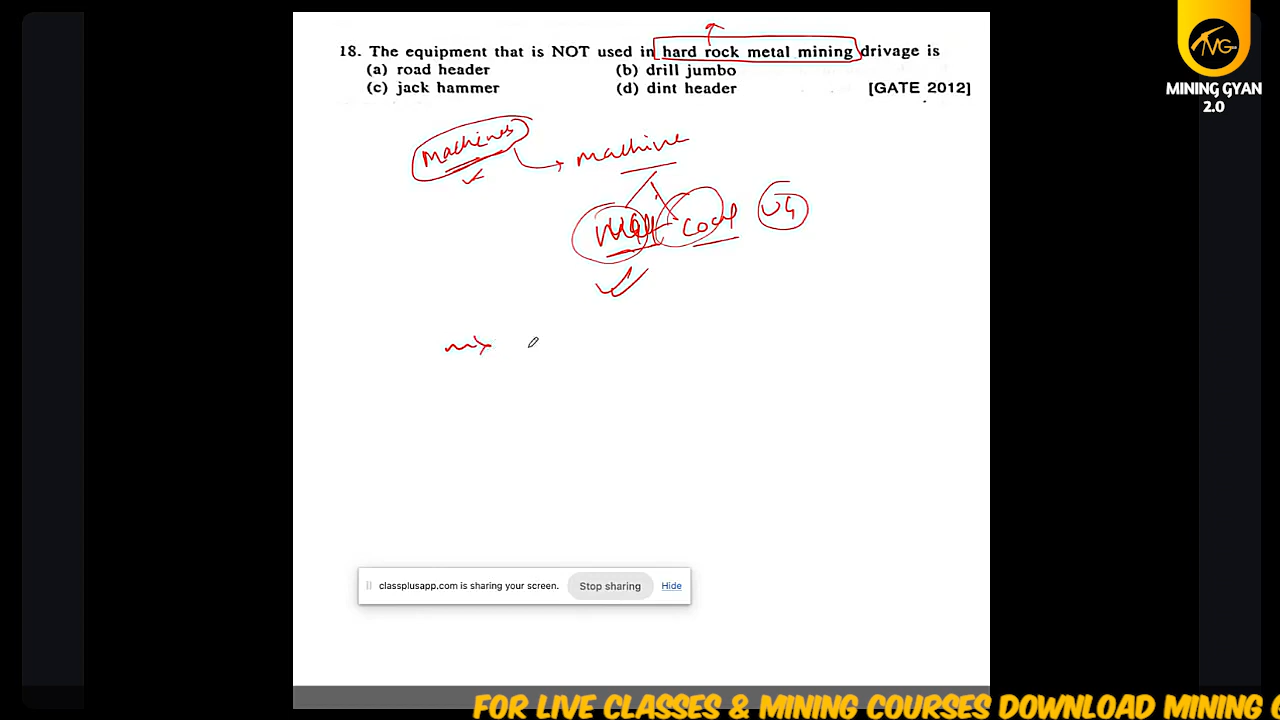 18. The equipment that is NOT used in hard rock metal mining drivage is
(a) road header (b) drill jumbo
(c) jack hammer (d) dint header [GATE 2012]
MINING GYAN
2.0
machines
machine
coal
UG
classplusapp.com is sharing your screen. Stop sharing Hide
FOR LIVE CLASSES & MINING COURSES DOWNLOAD MINING